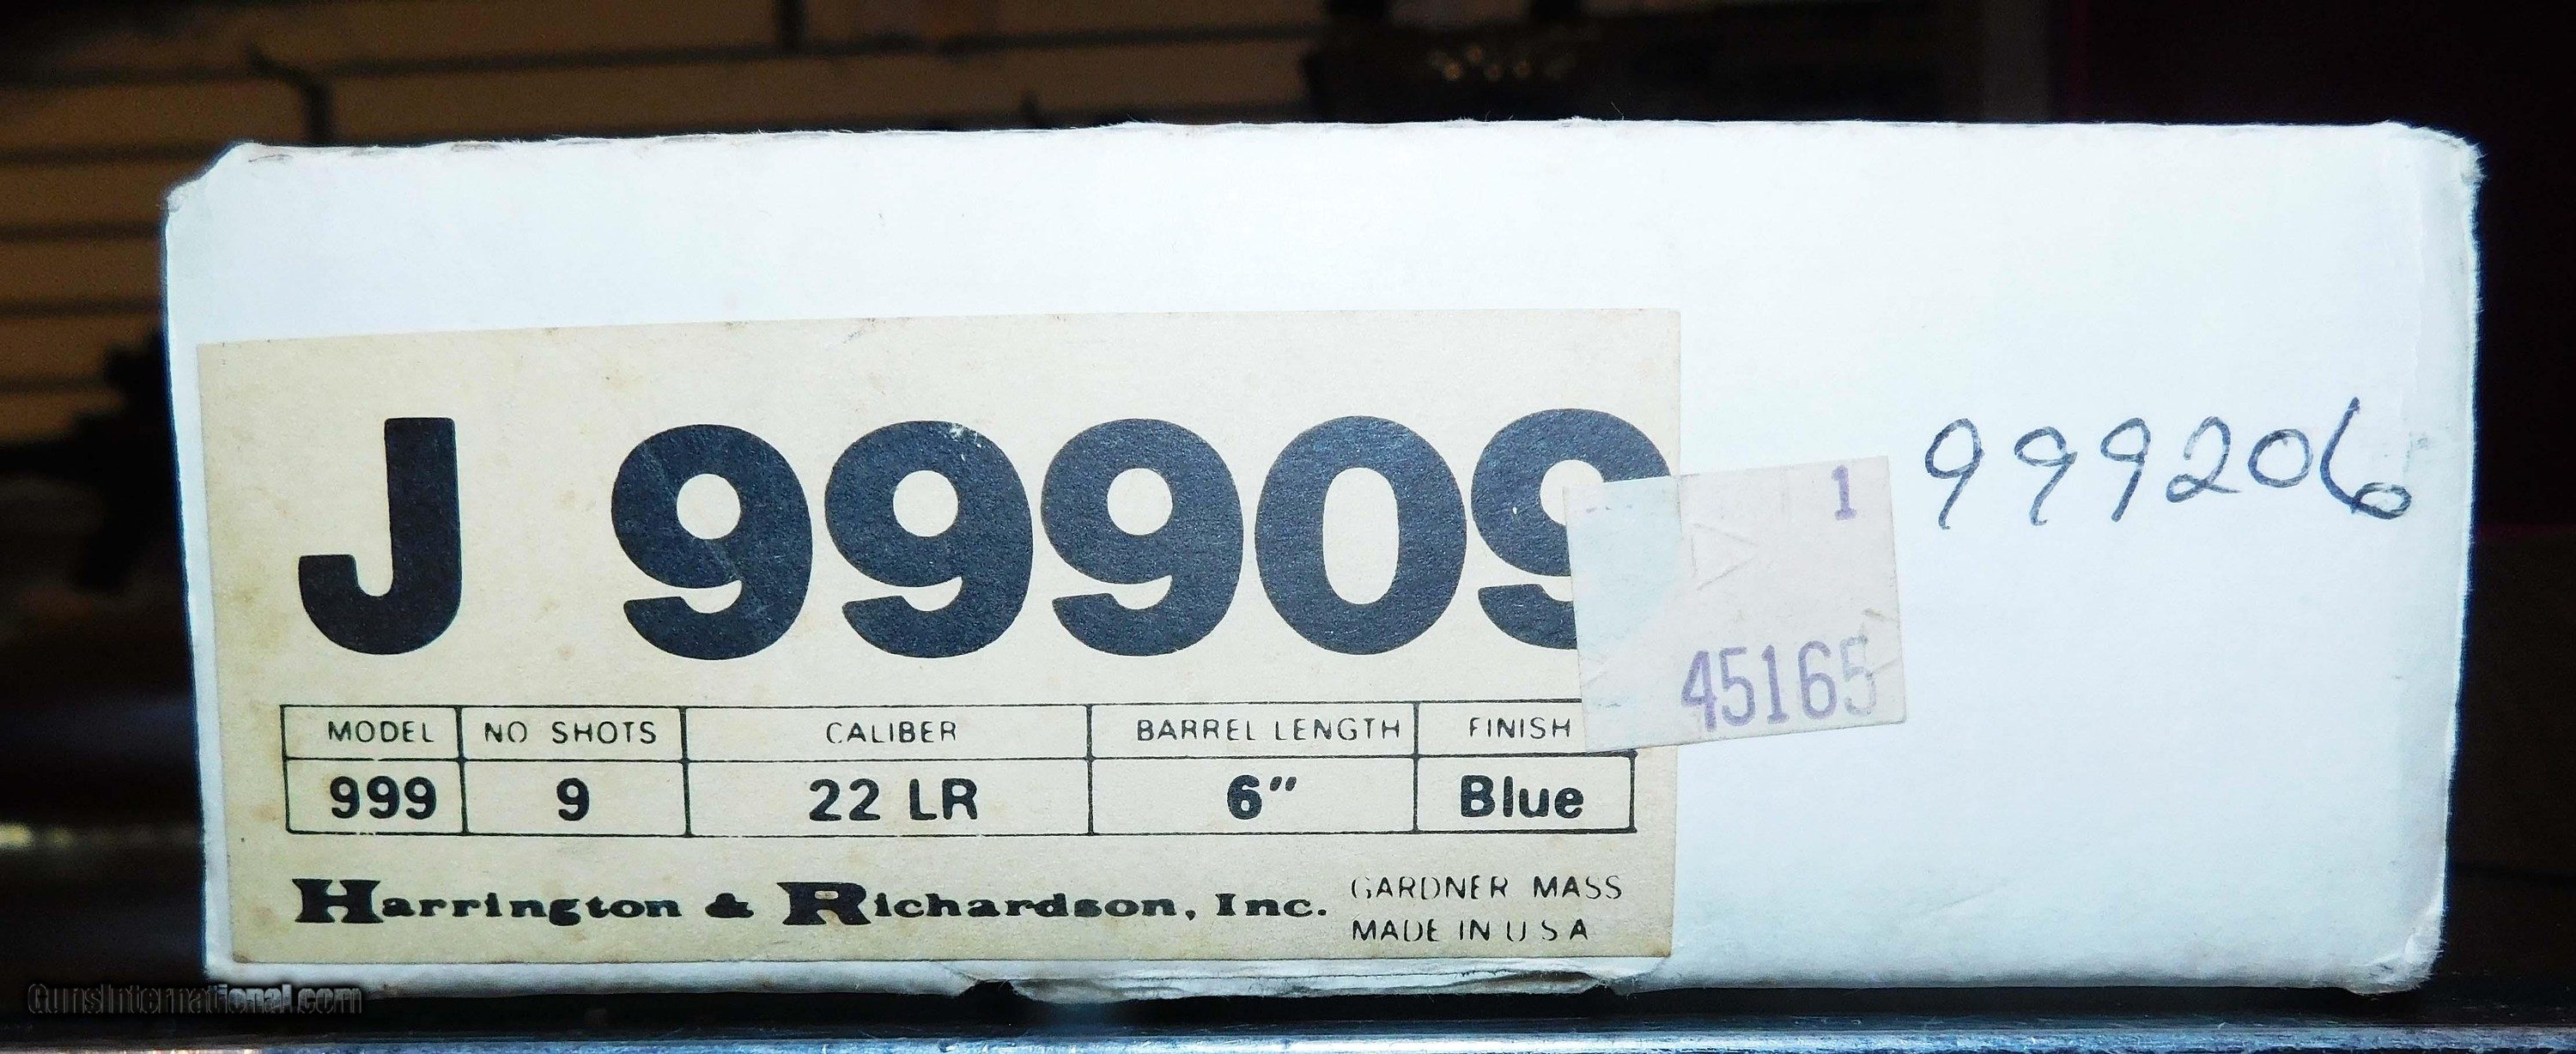 J 99909
999206
1
45165
MODEL NO SHOTS CALIBER BARREL LENGTH FINISH
999 9 22 LR 6" Blue
Harrington & Richardson, Inc.
GARDNER MASS
MADE IN U S A
GunsInternational.com